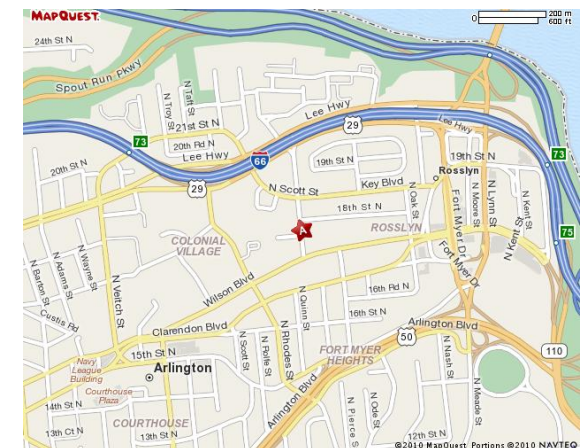 MAPQUEST.
0 200 m
600 ft
24th St N
Spout Run Pkwy
N Troy St
N Taft St
21st St N
20th Rd N
Lee Hwy
Lee Hwy
29
Lee Hwy
73
73
66
20th St N
29
19th St N
19th St N
Rosslyn
N Scott St
Key Blvd
18th St N
N Oak St
Fort Myer Dr
N Moore St
N Lynn St
N Kent St
N Kent St
75
A
ROSSLYN
COLONIAL
VILLAGE
Fort Myer Dr
N Barton St
N Adams St
N Wayne St
N Veitch St
Wilson Blvd
16th Rd N
N Quinn St
16th St N
Custis Rd
Clarendon Blvd
Arlington Blvd
50
15th St N
N Scott St
N Rolfe St
N Rhodes St
FORT MYER
HEIGHTS
N Nash St
N Meade St
110
Navy
League
Building
Arlington
Courthouse
Plaza
14th St N
Arlington Blvd
N Pierce S
N Ode St
COURTHOUSE
13th Ct N
13th St N
12th St N
©2010 MapQuest Portions ©2010 NAVTEQ